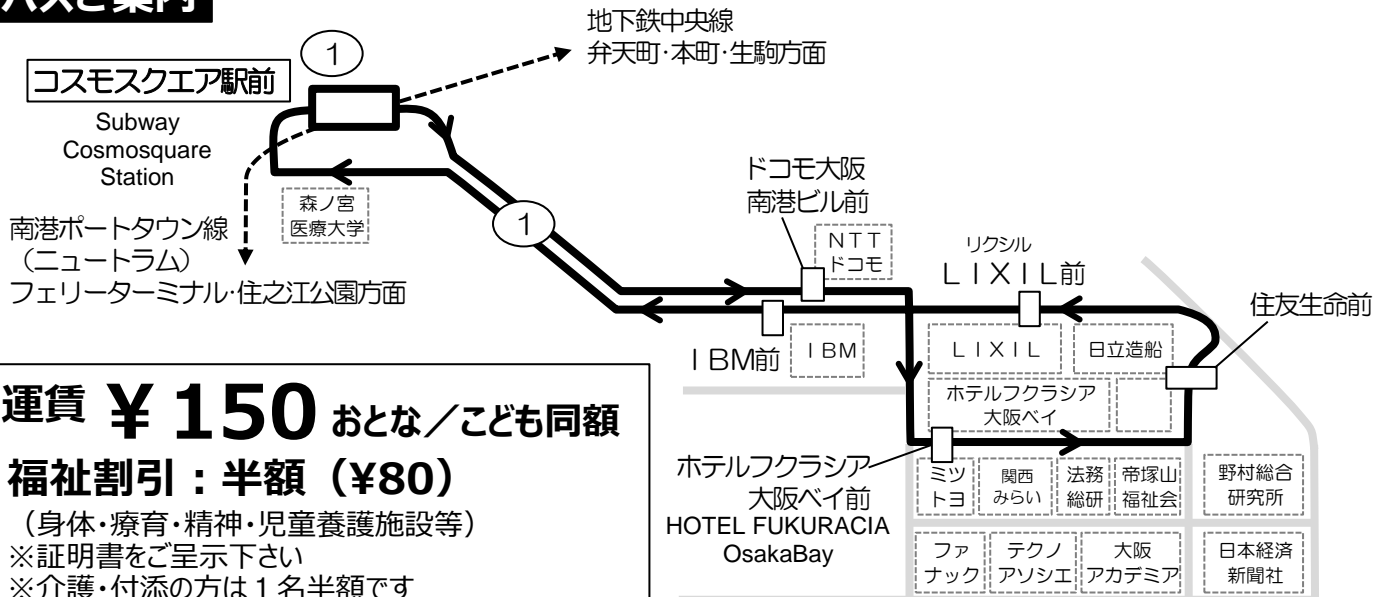 バスご案内
地下鉄中央線
弁天町・本町・生駒方面
①
コスモスクエア駅前
Subway
Cosmosquare
Station
森ノ宮
医療大学
①
南港ポートタウン線
（ニュートラム）
フェリーターミナル・住之江公園方面
ドコモ大阪
南港ビル前
ＮＴＴ
ドコモ
リクシル
ＬＩＸＩＬ前
住友生命前
ＩＢＭ前
ＩＢＭ
ＬＩＸＩＬ
日立造船
ホテルフクラシア
大阪ベイ
ホテルフクラシア
大阪ベイ前
HOTEL FUKURACIA
OsakaBay
ミツ
トヨ
関西
みらい
法務
総研
帝塚山
福祉会
野村総合
研究所
ファ
ナック
テクノ
アソシエ
大阪
アカデミア
日本経済
新聞社
運賃 ￥150 おとな／こども同額
福祉割引：半額（¥80）
（身体・療育・精神・児童養護施設等）
※証明書をご呈示下さい
※介護・付添の方は１名半額です